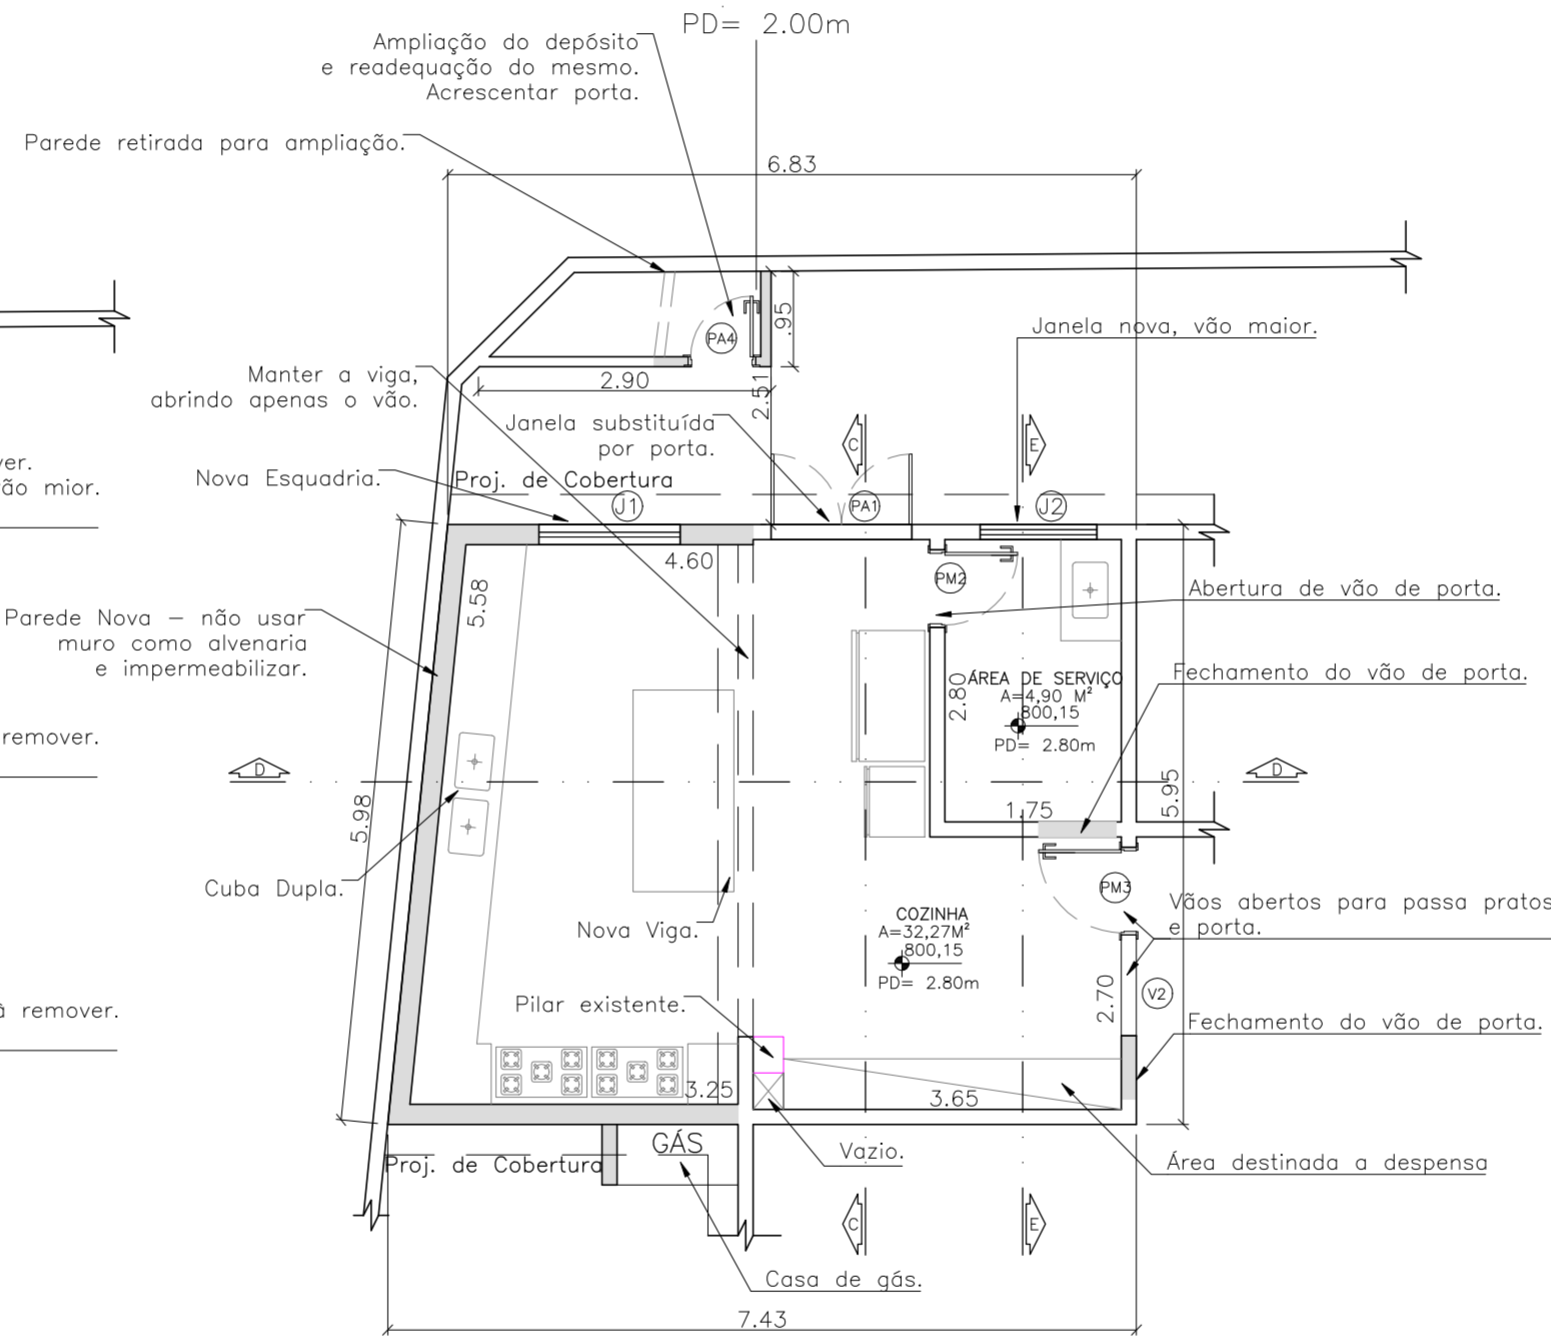 PD= 2.00m
Ampliação do depósito
e readequação do mesmo.
Acrescentar porta.
Parede retirada para ampliação.
6.83
.95
PA4
Janela nova, vão maior.
Manter a viga,
abrindo apenas o vão.
2.90
2.51
Janela substituída
por porta.
C
E
ver.
ão mior.
Nova Esquadria.
Proj. de Cobertura
J1
PA1
J2
4.60
5.58
PM2
Abertura de vão de porta.
Parede Nova – não usar
muro como alvenaria
e impermeabilizar.
Fechamento do vão de porta.
ÁREA DE SERVIÇO
A=4,90 M²
800,15
PD= 2.80m
2.80
remover.
D
D
5.98
1.75
5.95
Cuba Dupla.
PM3
Vãos abertos para passa pratos
e porta.
Nova Viga.
COZINHA
A=32,27M²
800,15
PD= 2.80m
2.70
V2
Pilar existente.
à remover.
Fechamento do vão de porta.
3.25
3.65
GÁS
Proj. de Cobertura
Vazio.
Área destinada a despensa
C
E
Casa de gás.
7.43